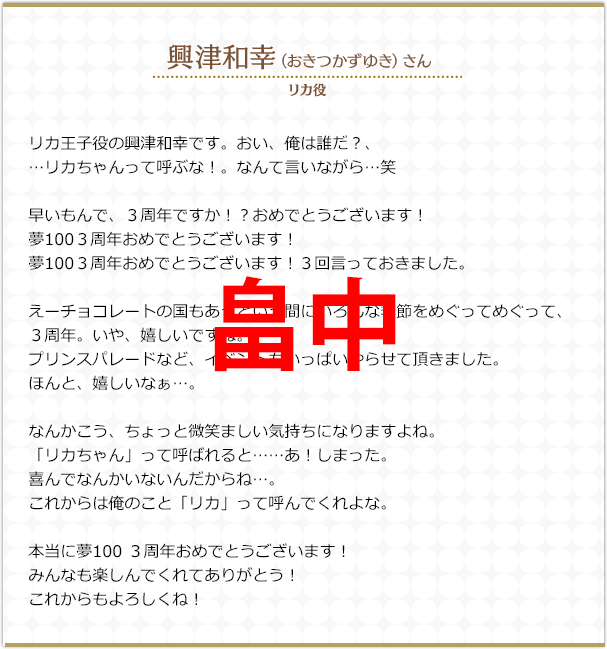 興津和幸（おきつかずゆき）さん
リカ役
リカ王子役の興津和幸です。おい、俺は誰だ？、
…リカちゃんって呼ぶな！。なんて言いながら…笑
早いもんで、３周年ですか！？おめでとうございます！
夢100３周年おめでとうございます！
夢100３周年おめでとうございます！３回言っておきました。
えーチョコレートの国もあっという間にいろんな季節をめぐってめぐって、
３周年。いや、嬉しいですね。
プリンスパレードなど、イベントもいっぱいやらせて頂きました。
ほんと、嬉しいなぁ…。
畠中
なんかこう、ちょっと微笑ましい気持ちになりますよね。
「リカちゃん」って呼ばれると……あ！しまった。
喜んでなんかいないんだからね…。
これからは俺のこと「リカ」って呼んでくれよな。
本当に夢100 ３周年おめでとうございます！
みんなも楽しんでくれてありがとう！
これからもよろしくね！